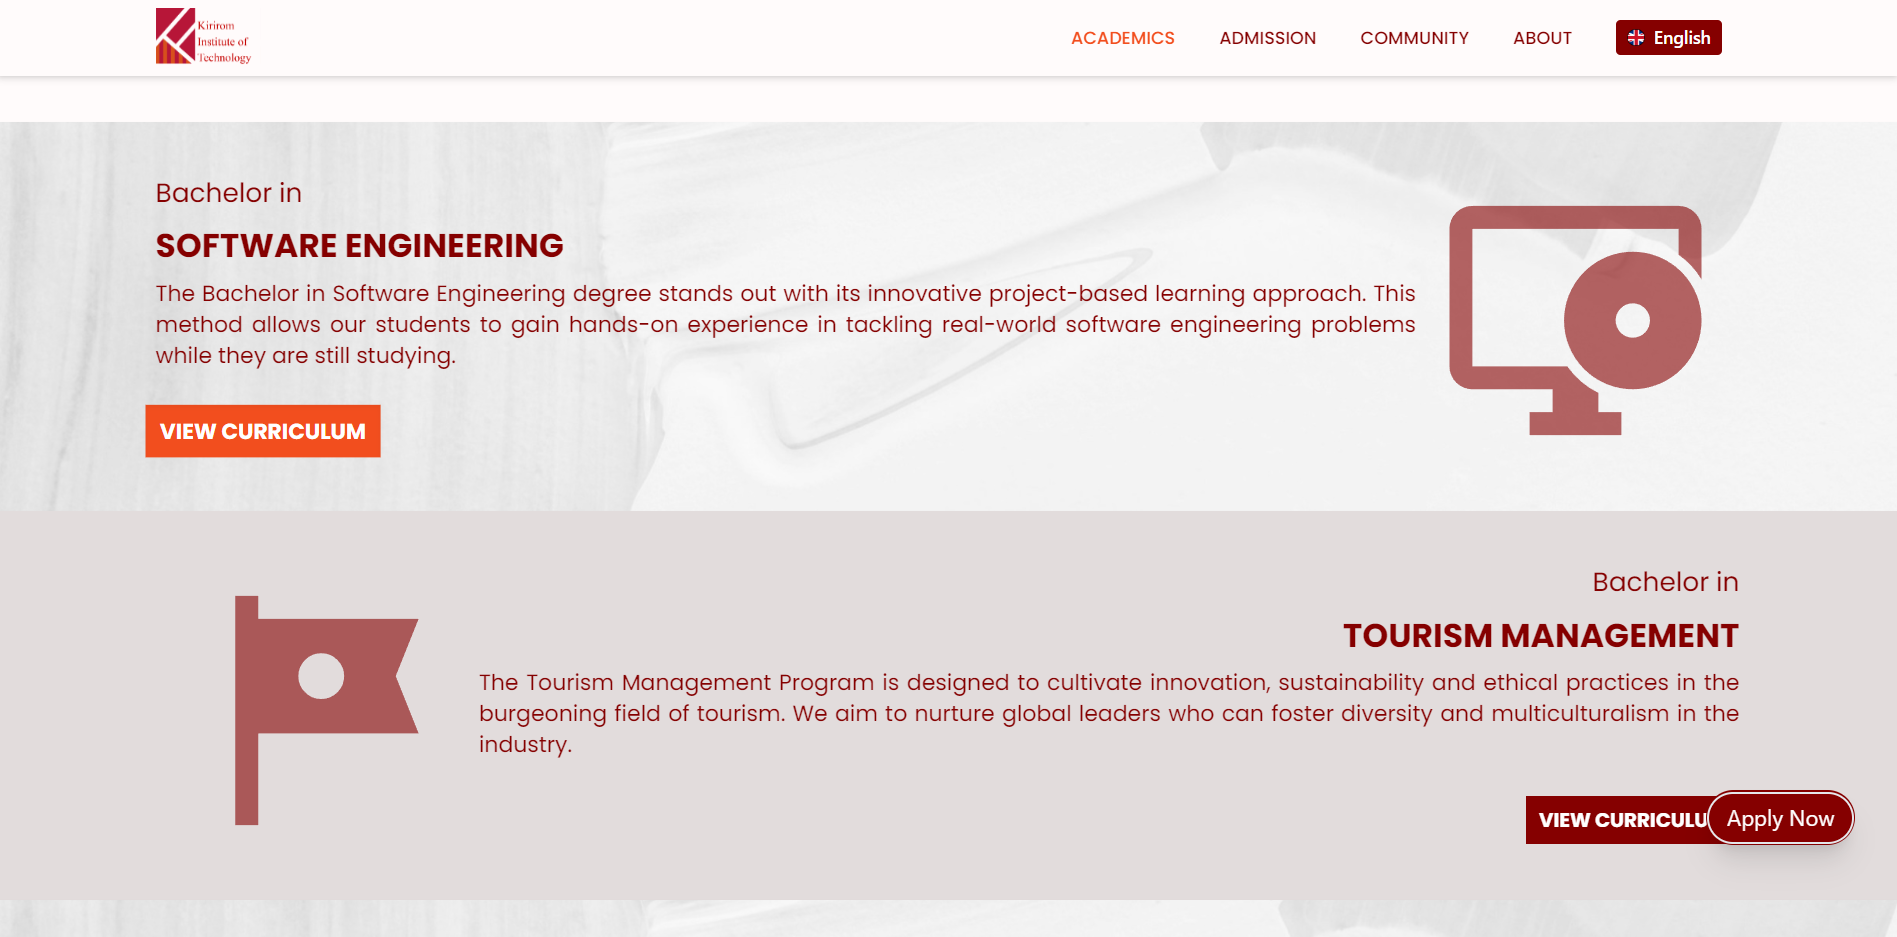 Kirirom
Institute of
Technology
ACADEMICS
ADMISSION
COMMUNITY
ABOUT
English
Bachelor in
SOFTWARE ENGINEERING
The Bachelor in Software Engineering degree stands out with its innovative project-based learning approach. This
method allows our students to gain hands-on experience in tackling real-world software engineering problems
while they are still studying.
VIEW CURRICULUM
Bachelor in
TOURISM MANAGEMENT
The Tourism Management Program is designed to cultivate innovation, sustainability and ethical practices in the
burgeoning field of tourism. We aim to nurture global leaders who can foster diversity and multiculturalism in the
industry.
VIEW CURRICULU
Apply Now